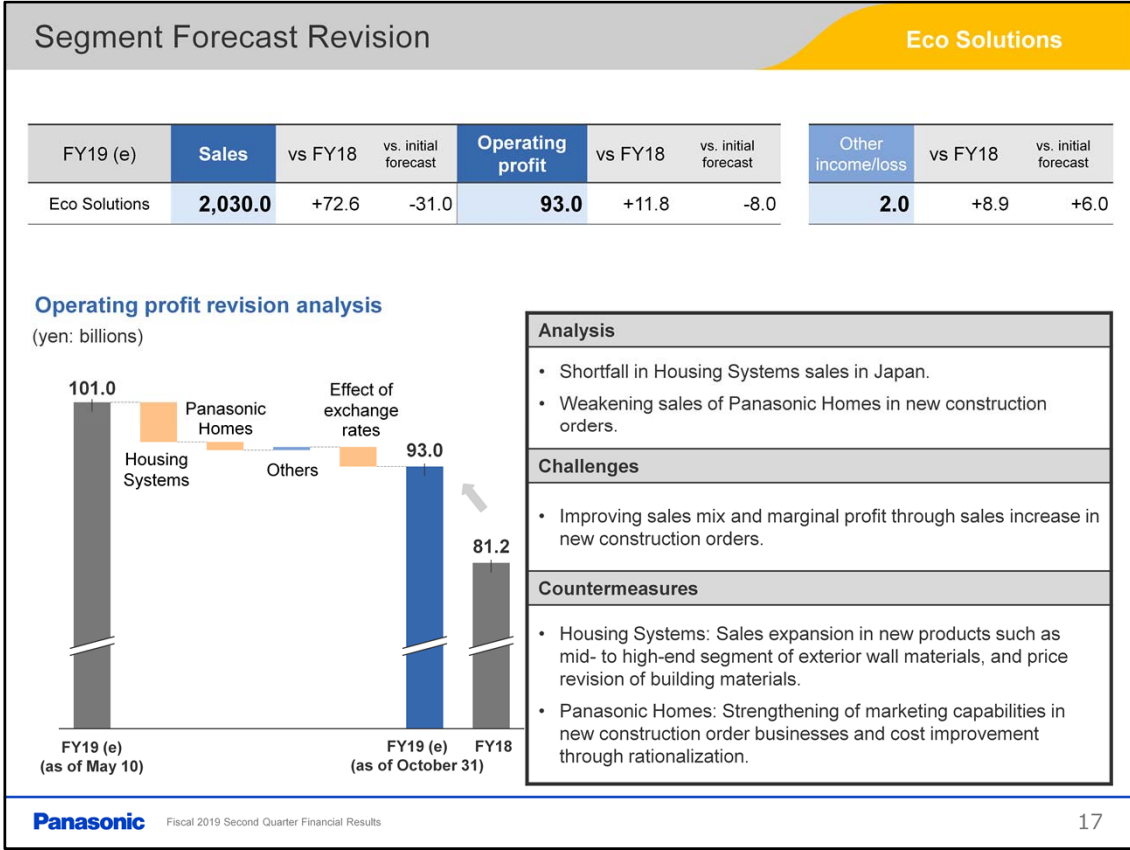 Segment Forecast Revision
Eco Solutions
FY19 (e) Sales vs FY18 vs. initial forecast Operating profit vs FY18 vs. initial forecast Other income/loss vs FY18 vs. initial forecast
Eco Solutions 2,030.0 +72.6 -31.0 93.0 +11.8 -8.0 2.0 +8.9 +6.0
Operating profit revision analysis
(yen: billions)
101.0
Housing
Systems
Panasonic
Homes
Others
Effect of
exchange
rates
93.0
81.2
FY19 (e)
(as of May 10)
FY19 (e)
(as of October 31)
FY18
Analysis
• Shortfall in Housing Systems sales in Japan.
• Weakening sales of Panasonic Homes in new construction
orders.
Challenges
• Improving sales mix and marginal profit through sales increase in
new construction orders.
Countermeasures
• Housing Systems: Sales expansion in new products such as
mid- to high-end segment of exterior wall materials, and price
revision of building materials.
• Panasonic Homes: Strengthening of marketing capabilities in
new construction order businesses and cost improvement
through rationalization.
Panasonic Fiscal 2019 Second Quarter Financial Results 17